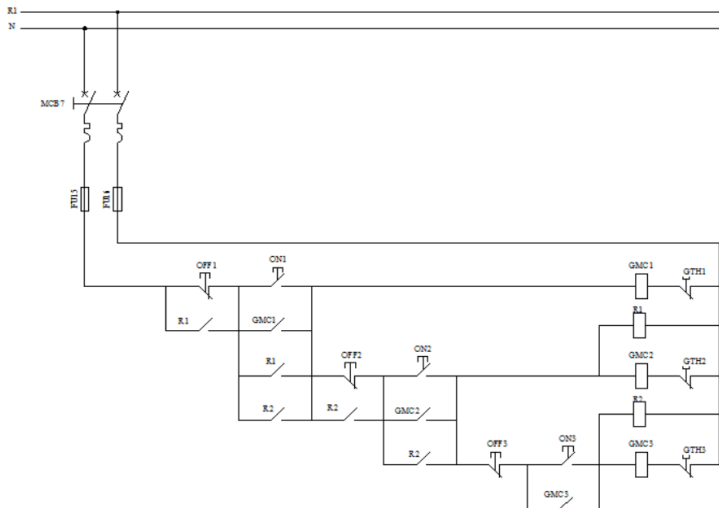 R1
N
MCB7
FU15 FU16
OFF1 ON1 GMC1 GTH1
R1 GMC1 R1
R1 OFF2 ON2 GMC2 GTH2
R2 R2 GMC2 R2
R2 OFF3 ON3 GMC3 GTH3
GMC3